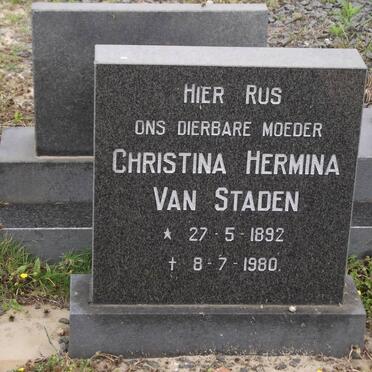 HIER RUS
ONS DIERBARE MOEDER
CHRISTINA HERMINA
VAN STADEN
★ 27-5-1892
† 8-7-1980.